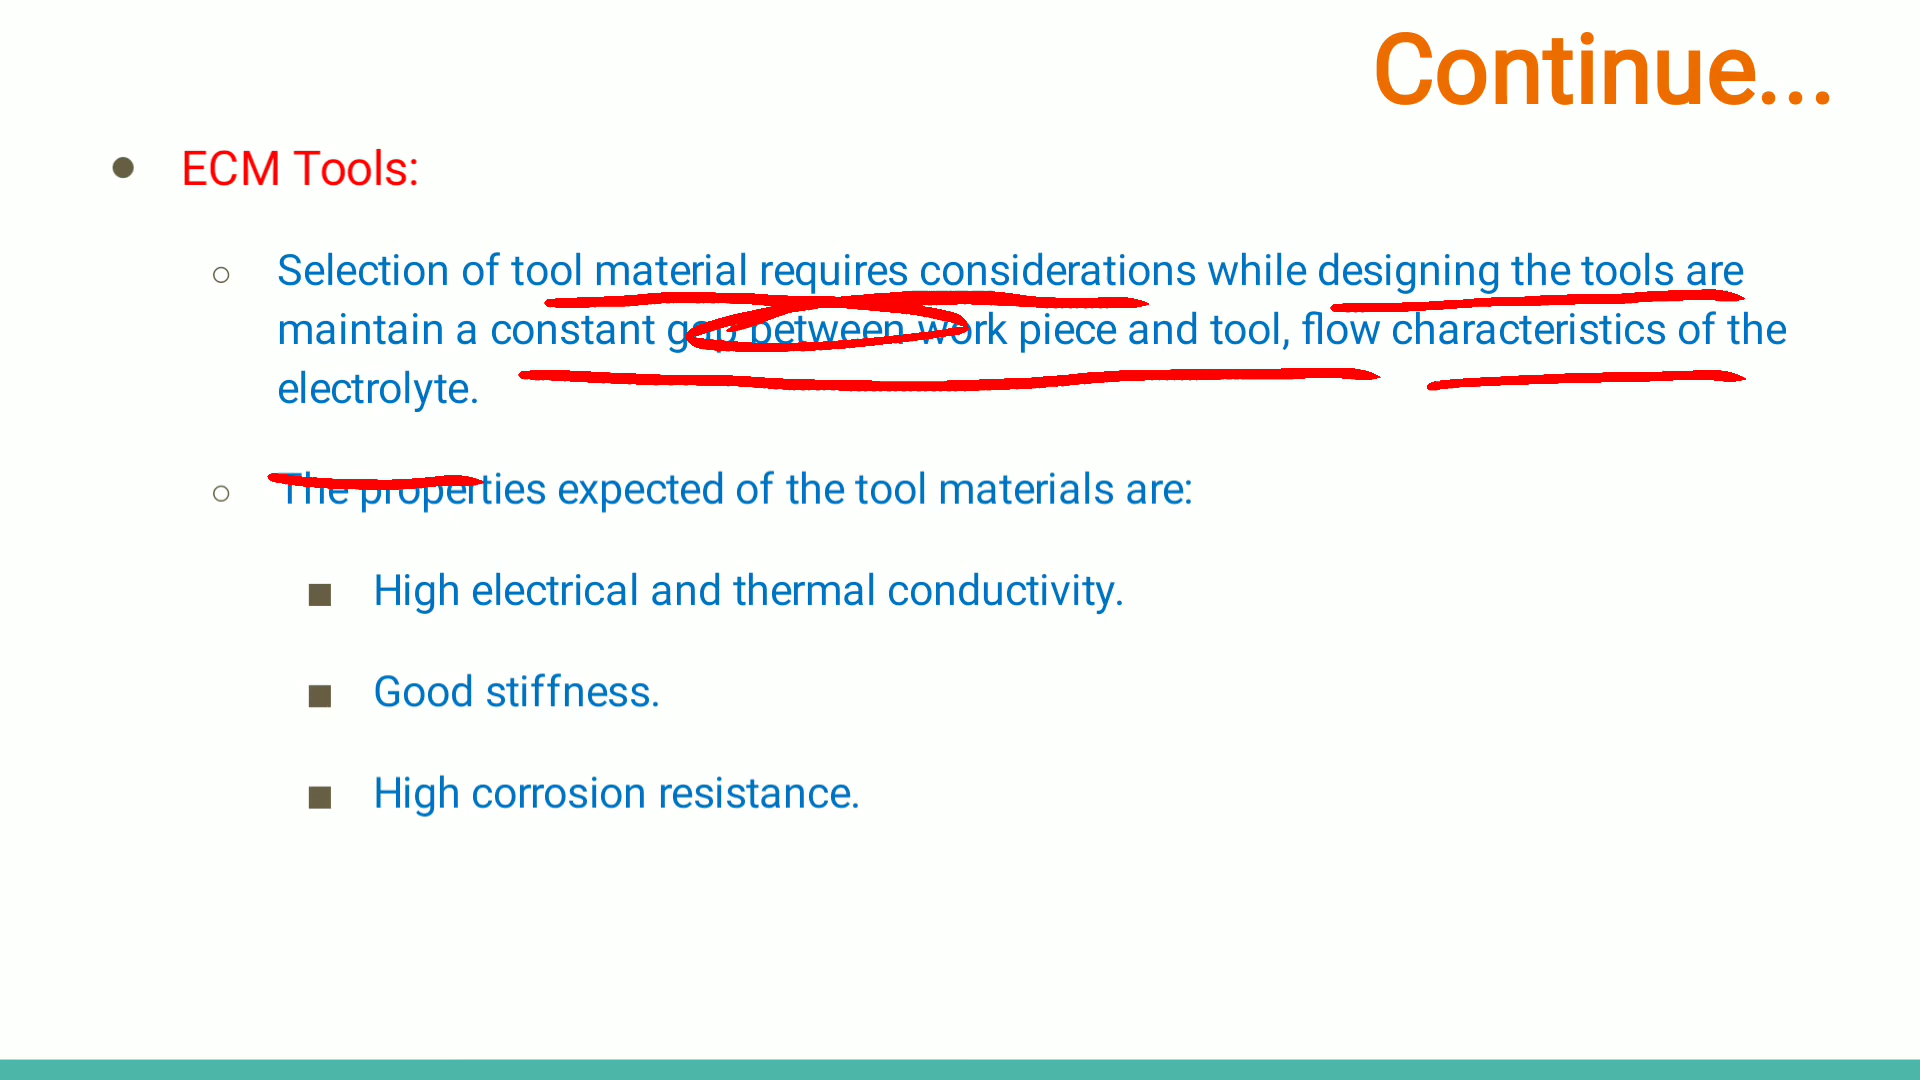 Continue...
ECM Tools:
Selection of tool material requires considerations while designing the tools are
maintain a constant gap between work piece and tool, flow characteristics of the
electrolyte.
The properties expected of the tool materials are:
High electrical and thermal conductivity.
Good stiffness.
High corrosion resistance.